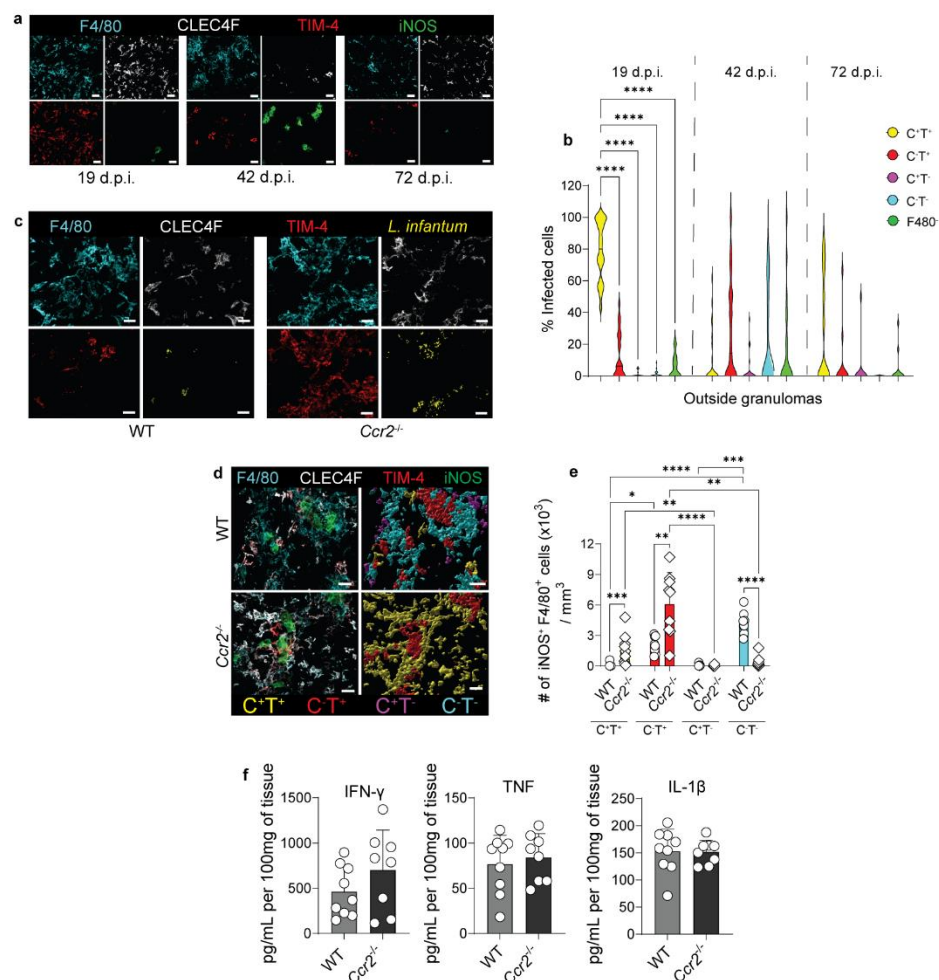 a
F4/80 CLEC4F TIM-4 iNOS
19 d.p.i. 42 d.p.i. 72 d.p.i.
b
19 d.p.i. 42 d.p.i. 72 d.p.i.
**** 
****
****
****
% Infected cells
120
100
80
60
40
20
0
Outside granulomas
C⁺T⁺
C⁻T⁺
C⁺T⁻
C⁻T⁻
F480⁻
c
F4/80 CLEC4F TIM-4 L. infantum
WT Ccr2⁻/⁻
d
F4/80 CLEC4F TIM-4 iNOS
WT
Ccr2⁻/⁻
C⁺T⁺ C⁻T⁺ C⁺T⁻ C⁻T⁻
e
# of iNOS⁺ F4/80⁺ cells (x10³)
/ mm³
***
**** **
* **
****
** ****
***
12
9
6
3
0
WT Ccr2⁻/⁻ WT Ccr2⁻/⁻ WT Ccr2⁻/⁻ WT Ccr2⁻/⁻
C⁺T⁺ C⁻T⁺ C⁺T⁻ C⁻T⁻
f
IFN-γ
pg/mL per 100mg of tissue
1500
1000
500
0
WT Ccr2⁻/⁻
TNF
pg/mL per 100mg of tissue
150
100
50
0
WT Ccr2⁻/⁻
IL-1β
pg/mL per 100mg of tissue
250
200
150
100
50
0
WT Ccr2⁻/⁻